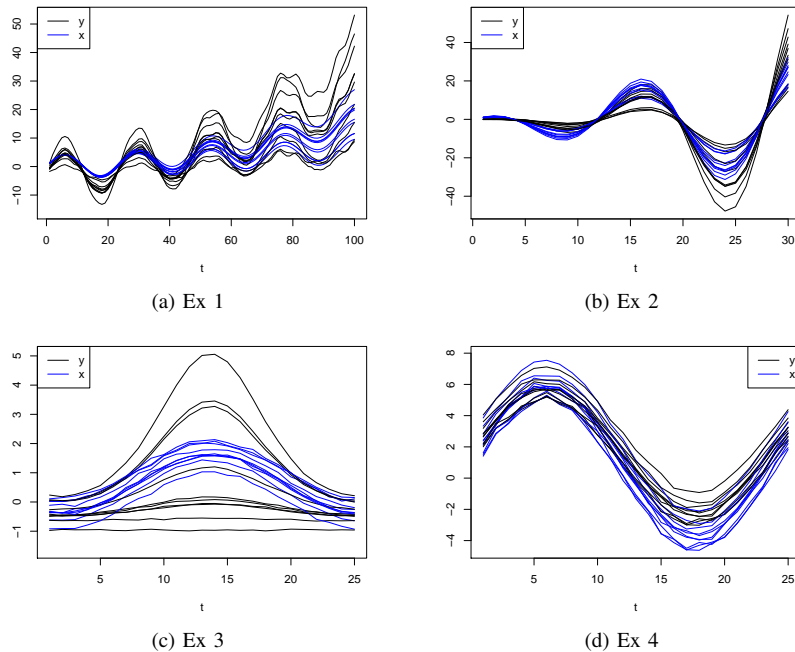 y
x
−10 0 10 20 30 40 50
0 20 40 60 80 100
t
(a) Ex 1
y
x
−40 −20 0 20 40
0 5 10 15 20 25 30
t
(b) Ex 2
y
x
−1 0 1 2 3 4 5
5 10 15 20 25
t
(c) Ex 3
y
x
−4 −2 0 2 4 6 8
5 10 15 20 25
t
(d) Ex 4